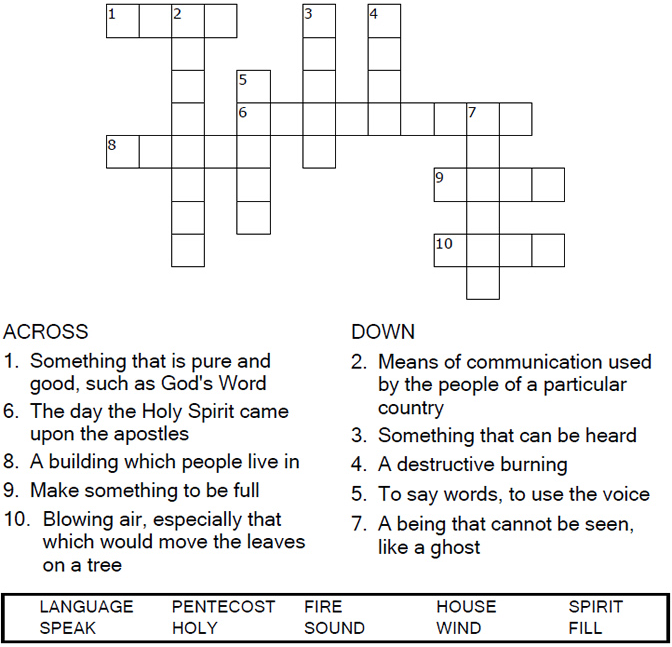 1 2 3 4
5
6 7
8
9
10
ACROSS
1. Something that is pure and
good, such as God's Word
6. The day the Holy Spirit came
upon the apostles
8. A building which people live in
9. Make something to be full
10. Blowing air, especially that
which would move the leaves
on a tree
DOWN
2. Means of communication used
by the people of a particular
country
3. Something that can be heard
4. A destructive burning
5. To say words, to use the voice
7. A being that cannot be seen,
like a ghost
LANGUAGE PENTECOST FIRE HOUSE SPIRIT
SPEAK HOLY SOUND WIND FILL